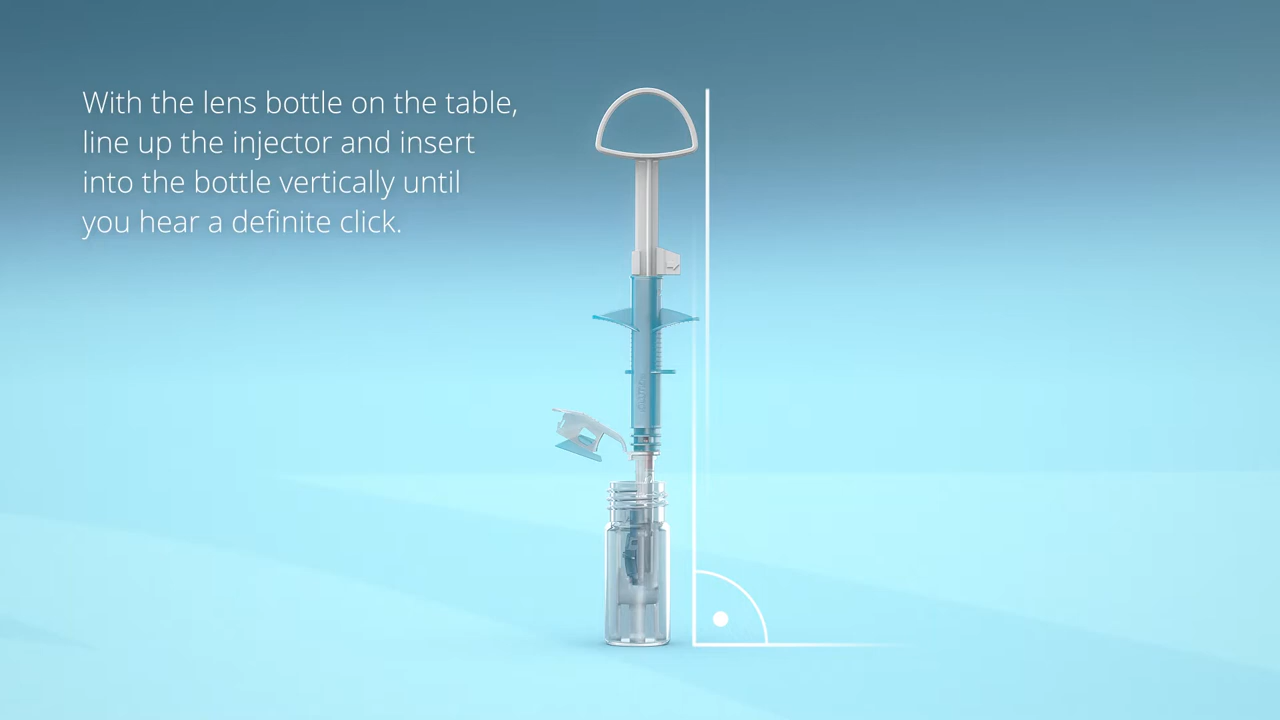 With the lens bottle on the table,
line up the injector and insert
into the bottle vertically until
you hear a definite click.